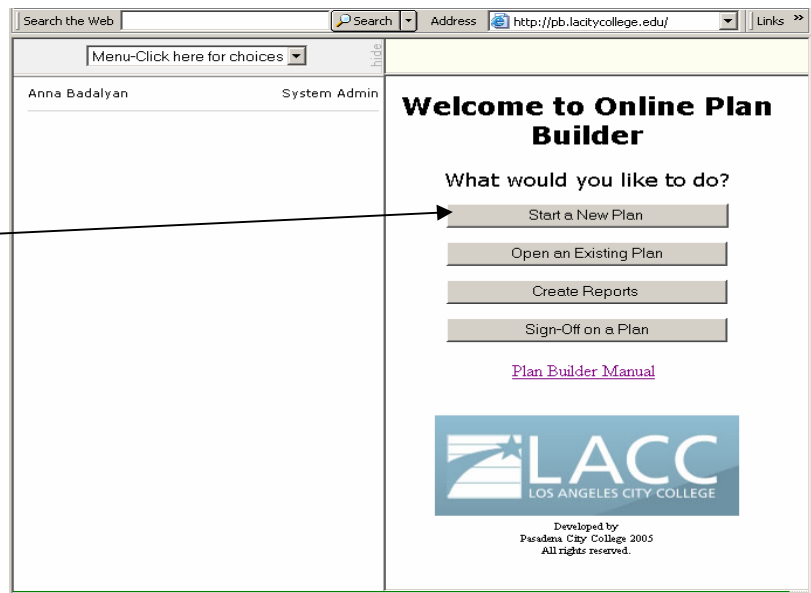 Search the Web Search Address http://pb.lacitycollege.edu/ Links »
Menu-Click here for choices
hide
Anna Badalyan System Admin
Welcome to Online Plan
Builder
What would you like to do?
Start a New Plan
Open an Existing Plan
Create Reports
Sign-Off on a Plan
Plan Builder Manual
LACC
LOS ANGELES CITY COLLEGE
Developed by
Pasadena City College 2005
All rights reserved.